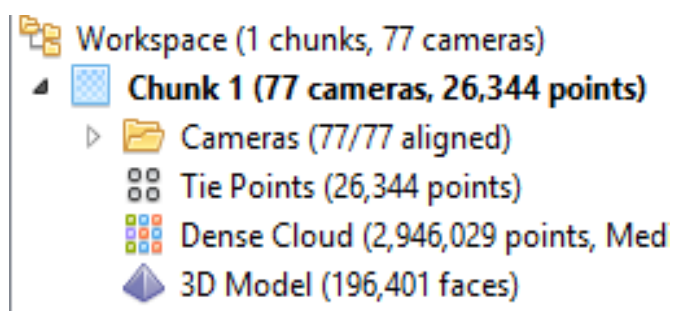 Workspace (1 chunks, 77 cameras)
Chunk 1 (77 cameras, 26,344 points)
Cameras (77/77 aligned)
Tie Points (26,344 points)
Dense Cloud (2,946,029 points, Med
3D Model (196,401 faces)